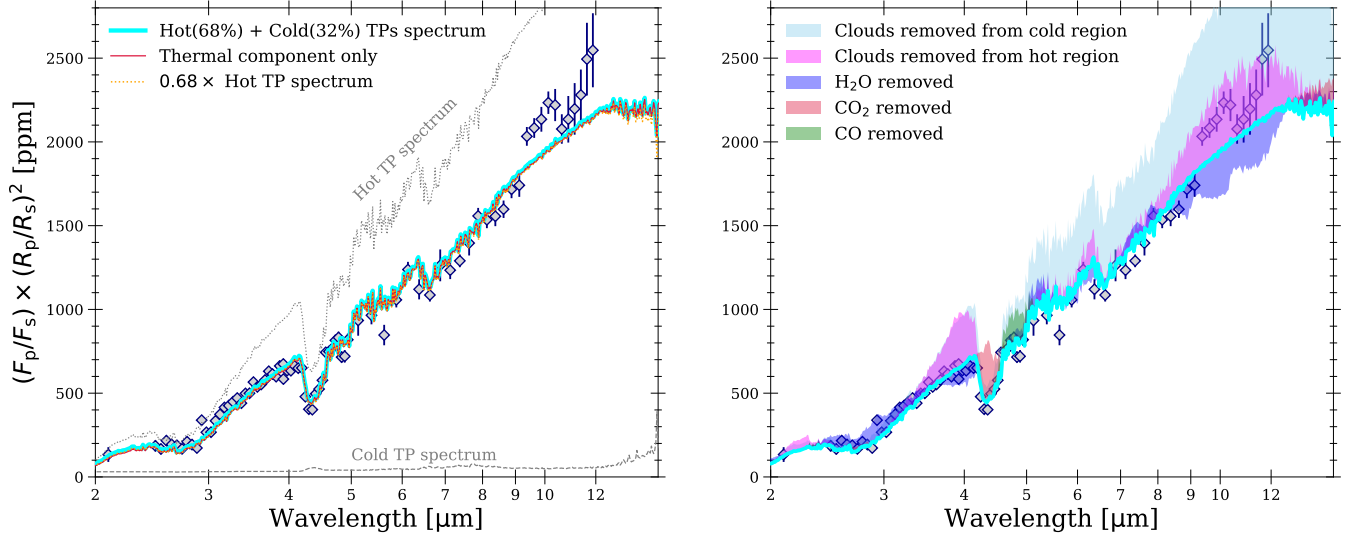 Hot(68%) + Cold(32%) TPs spectrum
Thermal component only
0.68 × Hot TP spectrum
Hot TP spectrum
Cold TP spectrum
(Fp/Fs) × (Rp/Rs)² [ppm]
2500
2000
1500
1000
500
0
2 3 4 5 6 7 8 9 10 12
Wavelength [μm]
Clouds removed from cold region
Clouds removed from hot region
H₂O removed
CO₂ removed
CO removed
2500
2000
1500
1000
500
0
2 3 4 5 6 7 8 9 10 12
Wavelength [μm]